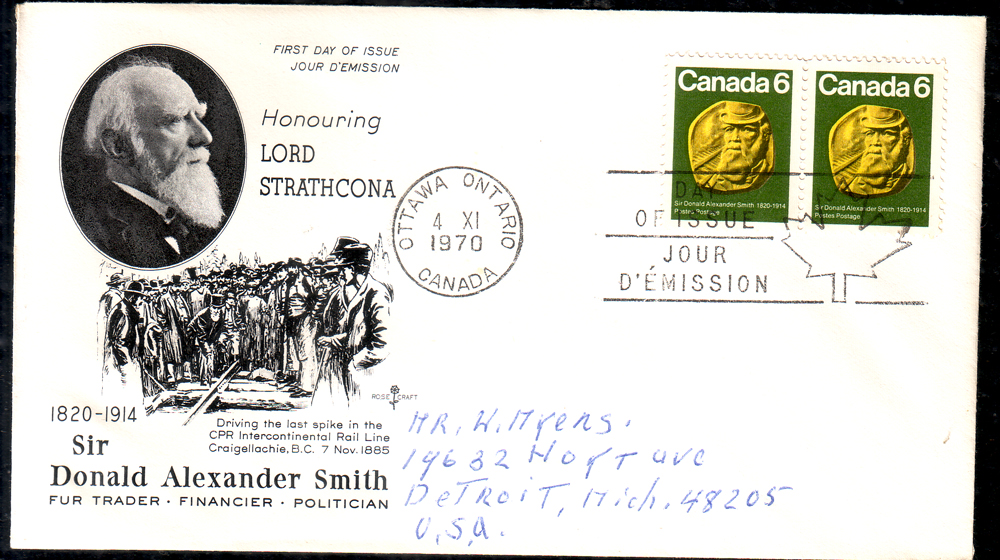 FIRST DAY OF ISSUE
JOUR D'EMISSION
Honouring
LORD
STRATHCONA
1820-1914
Sir
Donald Alexander Smith
FUR TRADER · FINANCIER · POLITICIAN
Driving the last spike in the
CPR Intercontinental Rail Line
Craigellachie, B.C. 7 Nov. 1885
ROSE CRAFT
OTTAWA ONTARIO
4 XI
1970
CANADA
Canada 6
Sir Donald Alexander Smith 1820-1914
Postes Postage
Canada 6
Sir Donald Alexander Smith 1820-1914
Postes Postage
DAY
OF ISSUE
JOUR
D'ÉMISSION
MR. W. Myers.
19632 Hoyt ave
DeTROiT, Mich. 48205
U.S.A.